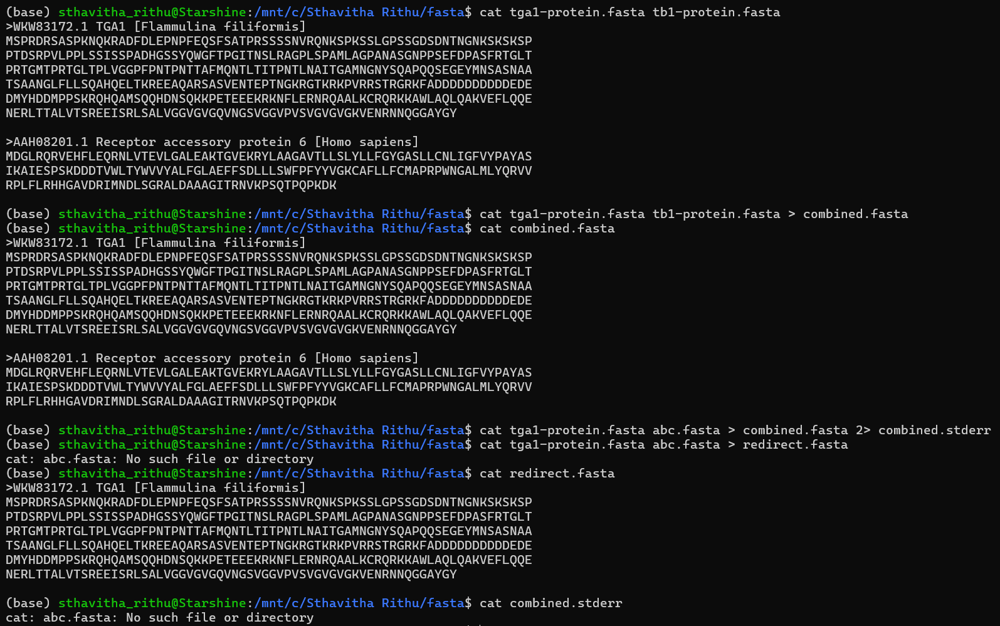 (base) sthavitha_rithu@Starshine:/mnt/c/Sthavitha Rithu/fasta$ cat tga1-protein.fasta tb1-protein.fasta
>WKW83172.1 TGA1 [Flammulina filiformis]
MSPRDRSASPKNQKRADFDLEPNPFEQSFSATPRSSSSNVRQNKSPKSSLGPSSGDSDNTNGNKSKSKSP
PTDSRPVLPPLSSISSPADHGSSYQWGFTPGITNSLRAGPLSPAMLAGPANASGNPPSEFDPASFRTGLT
PRTGMTPRTGLTPLVGGPFPNTPNTTAFMQNTLTITPNTLNAITGAMNGNYSQAPQQSEGEYMNSASNAA
TSAANGLFLLSQAHQELTKREEAQARSASVENTEPTNGKRGTKRKPVRRSTRGRKFADDDDDDDDDDEDE
DMYHDDMPPSKRQHQAMSQQHDNSQKKPETEEEKRKNFLERNRQAALKCRQRKKAWLAQLQAKVEFLQQE
NERLTTALVTSREEISRLSALVGGVGVGQVNGSVGGVPVSVGVGVGKVENRNNQGGAYGY
>AAH08201.1 Receptor accessory protein 6 [Homo sapiens]
MDGLRQRVEHFLEQRNLVTEVLGALEAKTGVEKRYLAAGAVTLLSLYLLFGYGASLLCNLIGFVYPAYAS
IKAIESPSKDDDTVWLTYWVVYALFGLAEFFSDLLLSWFPFYYVGKCAFLLFCMAPRPWNGALMLYQRVV
RPLFLRHHGAVDRIMNDLSGRALDAAAGITRNVKPSQTPQPKDK
(base) sthavitha_rithu@Starshine:/mnt/c/Sthavitha Rithu/fasta$ cat tga1-protein.fasta tb1-protein.fasta > combined.fasta
(base) sthavitha_rithu@Starshine:/mnt/c/Sthavitha Rithu/fasta$ cat combined.fasta
>WKW83172.1 TGA1 [Flammulina filiformis]
MSPRDRSASPKNQKRADFDLEPNPFEQSFSATPRSSSSNVRQNKSPKSSLGPSSGDSDNTNGNKSKSKSP
PTDSRPVLPPLSSISSPADHGSSYQWGFTPGITNSLRAGPLSPAMLAGPANASGNPPSEFDPASFRTGLT
PRTGMTPRTGLTPLVGGPFPNTPNTTAFMQNTLTITPNTLNAITGAMNGNYSQAPQQSEGEYMNSASNAA
TSAANGLFLLSQAHQELTKREEAQARSASVENTEPTNGKRGTKRKPVRRSTRGRKFADDDDDDDDDDEDE
DMYHDDMPPSKRQHQAMSQQHDNSQKKPETEEEKRKNFLERNRQAALKCRQRKKAWLAQLQAKVEFLQQE
NERLTTALVTSREEISRLSALVGGVGVGQVNGSVGGVPVSVGVGVGKVENRNNQGGAYGY
>AAH08201.1 Receptor accessory protein 6 [Homo sapiens]
MDGLRQRVEHFLEQRNLVTEVLGALEAKTGVEKRYLAAGAVTLLSLYLLFGYGASLLCNLIGFVYPAYAS
IKAIESPSKDDDTVWLTYWVVYALFGLAEFFSDLLLSWFPFYYVGKCAFLLFCMAPRPWNGALMLYQRVV
RPLFLRHHGAVDRIMNDLSGRALDAAAGITRNVKPSQTPQPKDK
(base) sthavitha_rithu@Starshine:/mnt/c/Sthavitha Rithu/fasta$ cat tga1-protein.fasta abc.fasta > combined.fasta 2> combined.stderr
(base) sthavitha_rithu@Starshine:/mnt/c/Sthavitha Rithu/fasta$ cat tga1-protein.fasta abc.fasta > redirect.fasta
cat: abc.fasta: No such file or directory
(base) sthavitha_rithu@Starshine:/mnt/c/Sthavitha Rithu/fasta$ cat redirect.fasta
>WKW83172.1 TGA1 [Flammulina filiformis]
MSPRDRSASPKNQKRADFDLEPNPFEQSFSATPRSSSSNVRQNKSPKSSLGPSSGDSDNTNGNKSKSKSP
PTDSRPVLPPLSSISSPADHGSSYQWGFTPGITNSLRAGPLSPAMLAGPANASGNPPSEFDPASFRTGLT
PRTGMTPRTGLTPLVGGPFPNTPNTTAFMQNTLTITPNTLNAITGAMNGNYSQAPQQSEGEYMNSASNAA
TSAANGLFLLSQAHQELTKREEAQARSASVENTEPTNGKRGTKRKPVRRSTRGRKFADDDDDDDDDDEDE
DMYHDDMPPSKRQHQAMSQQHDNSQKKPETEEEKRKNFLERNRQAALKCRQRKKAWLAQLQAKVEFLQQE
NERLTTALVTSREEISRLSALVGGVGVGQVNGSVGGVPVSVGVGVGKVENRNNQGGAYGY
(base) sthavitha_rithu@Starshine:/mnt/c/Sthavitha Rithu/fasta$ cat combined.stderr
cat: abc.fasta: No such file or directory